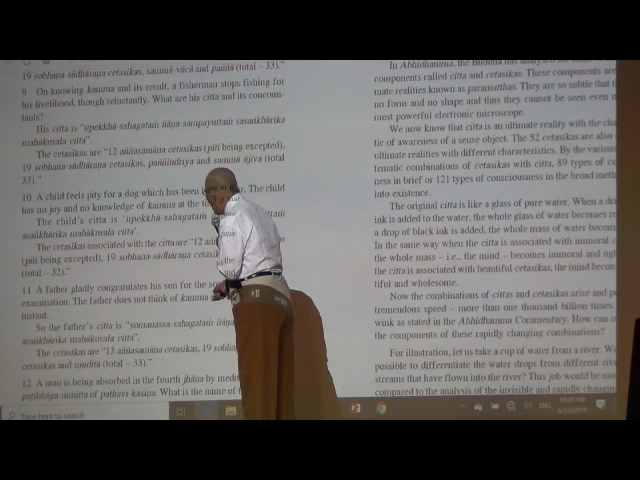 19 sobhaṇa-sādhāraṇa cetasikas, sammā-vācā and paññā (total – 33)."
9 On knowing kamma and its result, a fisherman stops fishing for
his livelihood, though reluctantly. What are his citta and its concomi-
tants?
His citta is "upekkhā-sahagataṁ ñāṇa-sampayuttaṁ sasaṅkhārika
mahākusala citta".
The cetasikas are "12 aññasamāna cetasikas (pīti being excepted),
19 sobhaṇa-sādhāraṇa cetasikas, paññindriya and sammā-ājīva (total
33)."
10 A child feels pity for a dog which has been The child
has no joy and no knowledge of kamma at the
The child's citta is 'upekkhā-sahagataṁ
asaṅkhārika mahākusala citta'.
The cetasikas associated with the citta are "12
(pīti being excepted), 19 sobhaṇa
(total – 32)."
11 A father gladly congratulates his son for the
examination. The father does not think of kamma
instant.
So the father's citta is "somanassa-sahagataṁ
asaṅkhārika mahākusala citta".
The cetasikas are "13 aññasamāna cetasikas, 19
cetasikas and muditā (total – 33)."
12 A man is being absorbed in the fourth jhāna by
paṭibhāga nimitta of pathavī kasiṇa. What is the name of
In Abhidhamma, the Buddha has analysed
components called citta and cetasikas. These components are
mate realities known as paramatthas. They are so subtle that
no form and no shape and thus they cannot be seen even
most powerful electronic microscope.
We now know that citta is an ultimate reality with the
tic of awareness of a sense object. The 52 cetasikas are also
ultimate realities with different characteristics. By the various
tematic combinations of cetasikas with citta, 89 types of
ness in brief or 121 types of consciousness in the broad
into existence.
The original citta is like a glass of pure water. When a
ink is added to the water, the whole glass of water becomes
a drop of black ink is added, the whole mass of water
In the same way when the citta is associated with immoral
the whole mass – i.e., the mind – becomes immoral and
the citta is associated with beautiful cetasikas, the mind
tiful and wholesome.
Now the combinations of cittas and cetasikas arise and
tremendous speed – more than one thousand billion times
wink as stated in the Abhidhamma Commentary. How can
the components of these rapidly changing combinations?
For illustration, let us take a cup of water from a river.
possible to differentiate the water drops from different
streams that have flowed into the river? This job would be
compared to the analysis of the invisible and rapidly changing
Type here to search
ENG